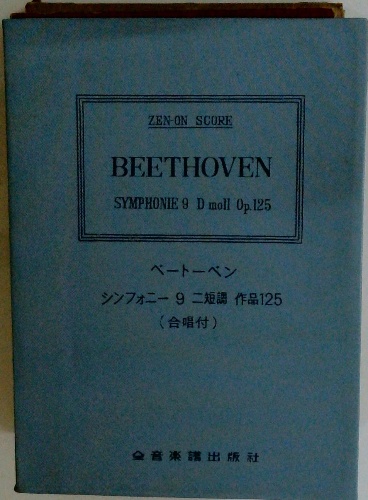 ZEN-ON SCORE
BEETHOVEN
SYMPHONIE 9 D moll Op.125
ベートーベン
シンフォニー 9 ニ短調 作品125
(合唱付)
全音楽譜出版社